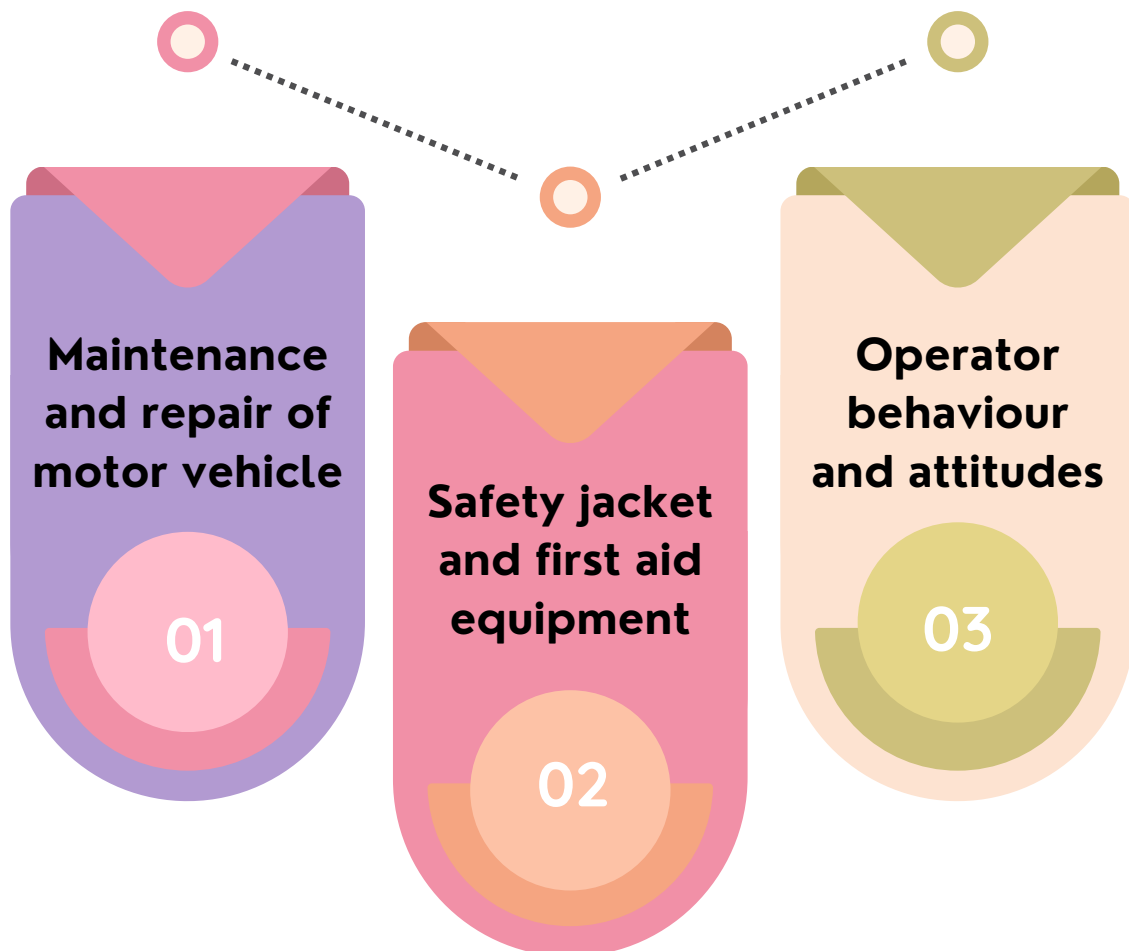 Maintenance
and repair of
motor vehicle
01
Safety jacket
and first aid
equipment
02
Operator
behaviour
and attitudes
03